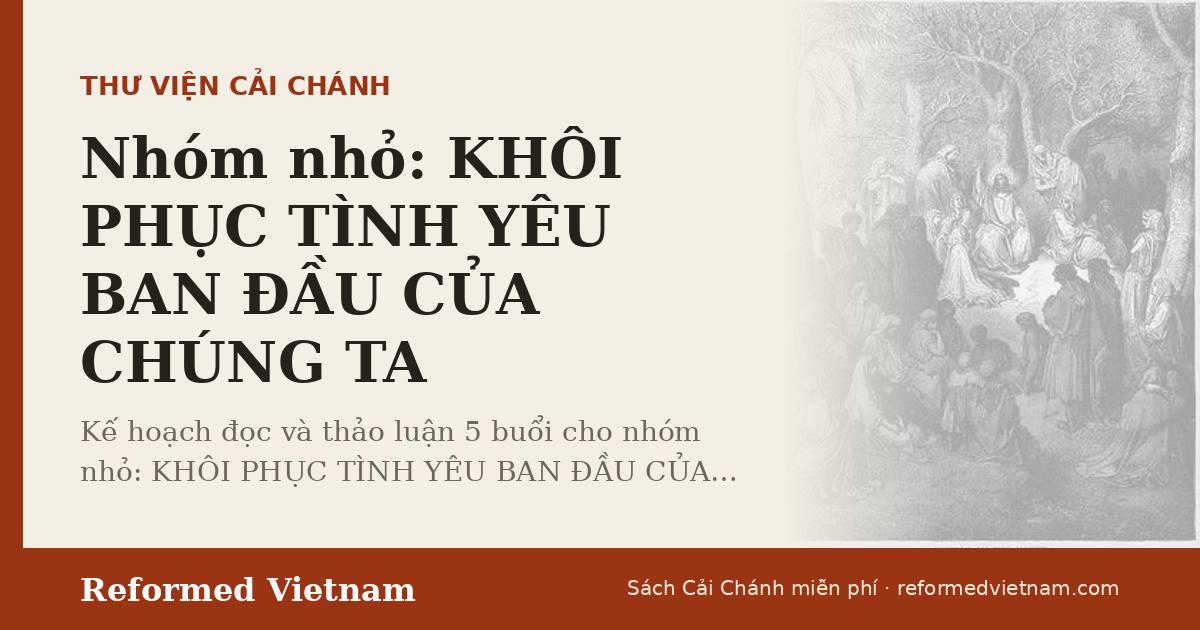 THƯ VIỆN CẢI CHÁNH
Nhóm nhỏ: KHÔI
PHỤC TÌNH YÊU
BAN ĐẦU CỦA
CHÚNG TA
Kế hoạch đọc và thảo luận 5 buổi cho nhóm
nhỏ: KHÔI PHỤC TÌNH YÊU BAN ĐẦU CỦA...
Reformed Vietnam
Sách Cải Chánh miễn phí · reformedvietnam.com